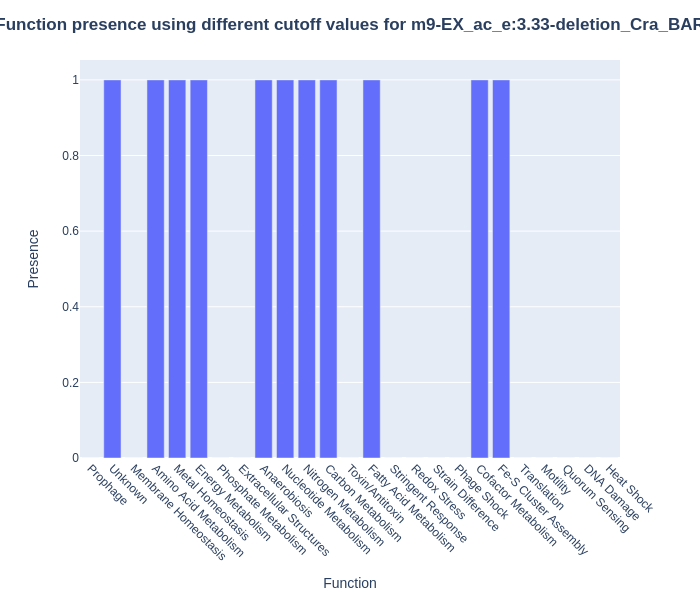 Function presence using different cutoff values for m9-EX_ac_e:3.33-deletion_Cra_BAR
1
0.8
0.6
0.4
0.2
0
Presence
Prophage
Unknown
Membrane Homeostasis
Amino Acid Metabolism
Metal Homeostasis
Energy Metabolism
Phosphate Metabolism
Extracellular Structures
Anaerobiosis
Nucleotide Metabolism
Nitrogen Metabolism
Carbon Metabolism
Toxin/Antitoxin
Fatty Acid Metabolism
Stringent Response
Redox Stress
Strain Difference
Phage Shock
Cofactor Metabolism
Fe-S Cluster Assembly
Translation
Motility
Quorum Sensing
DNA Damage
Heat Shock
Function